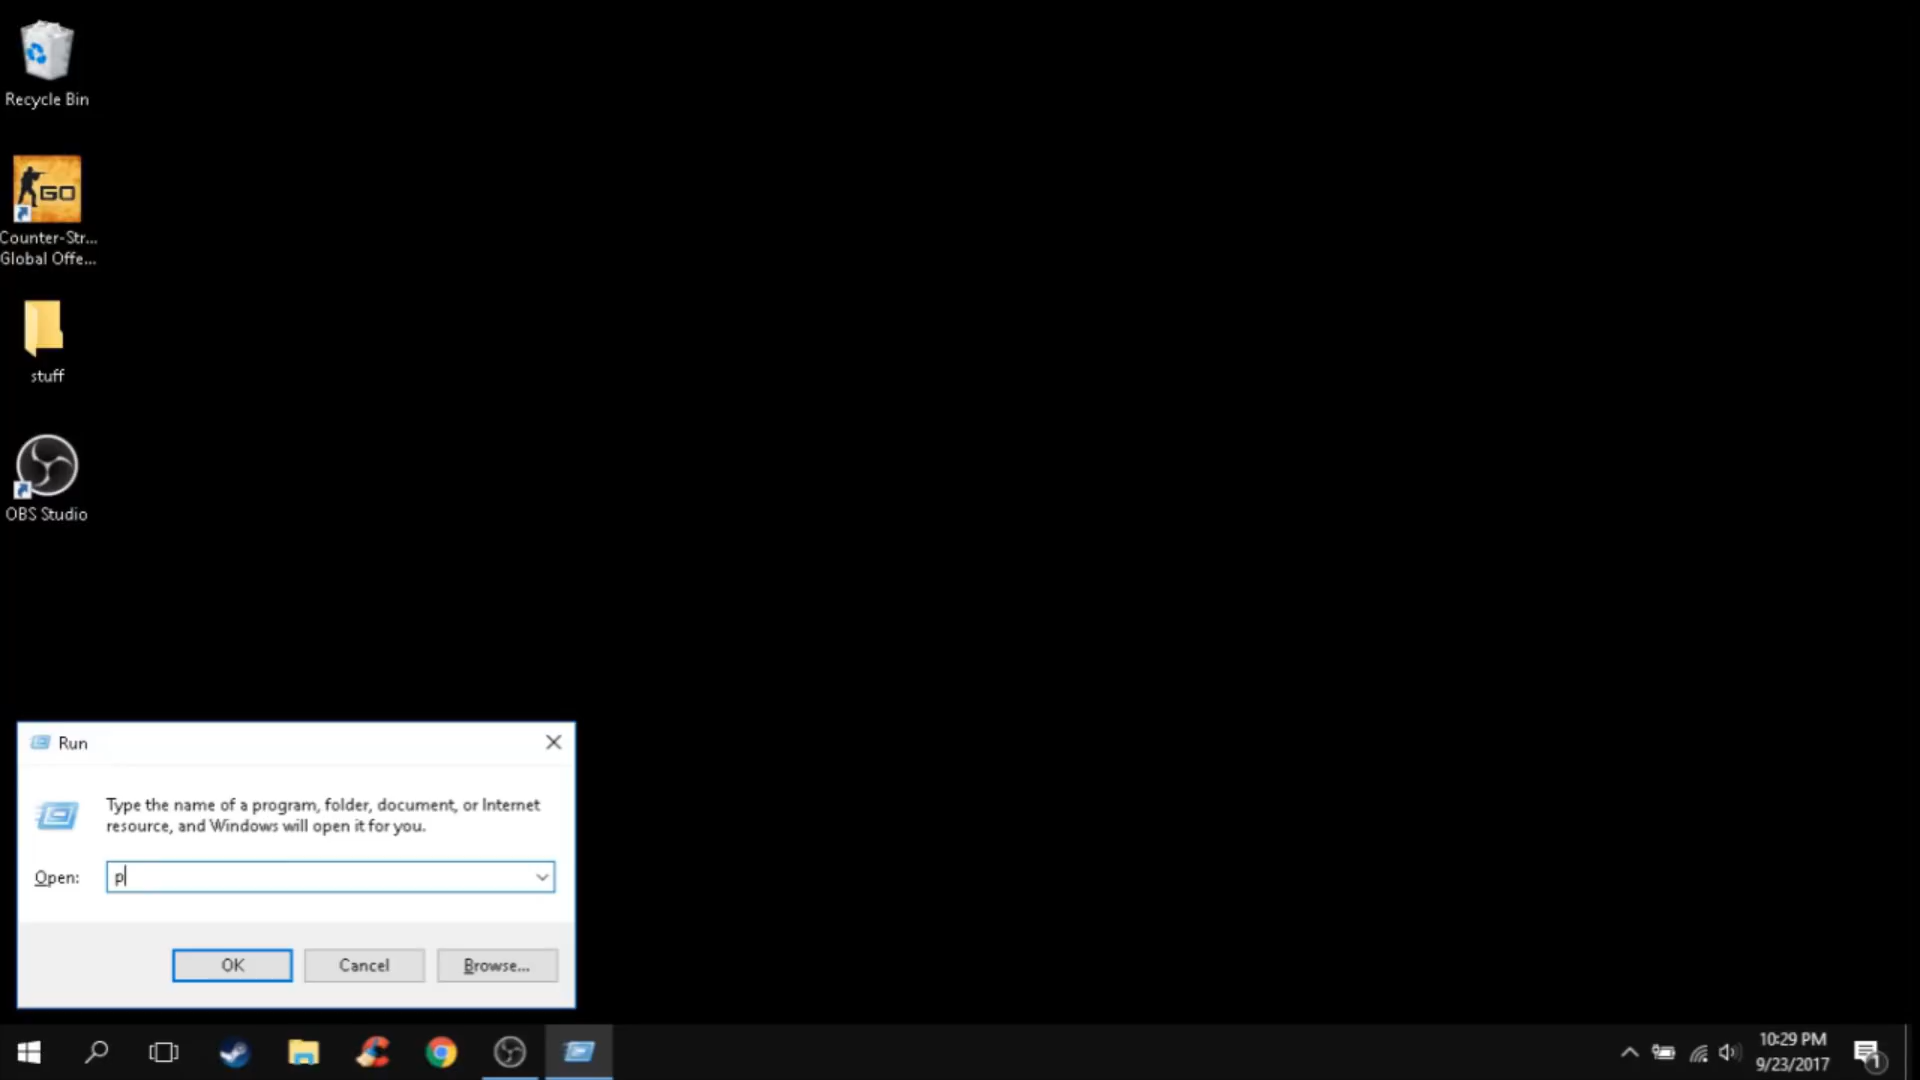 Recycle Bin
GO
Counter-Str...
Global Offe...
stuff
OBS Studio
Run
Type the name of a program, folder, document, or Internet
resource, and Windows will open it for you.
Open: p
OK Cancel Browse...
10:29 PM
9/23/2017
1